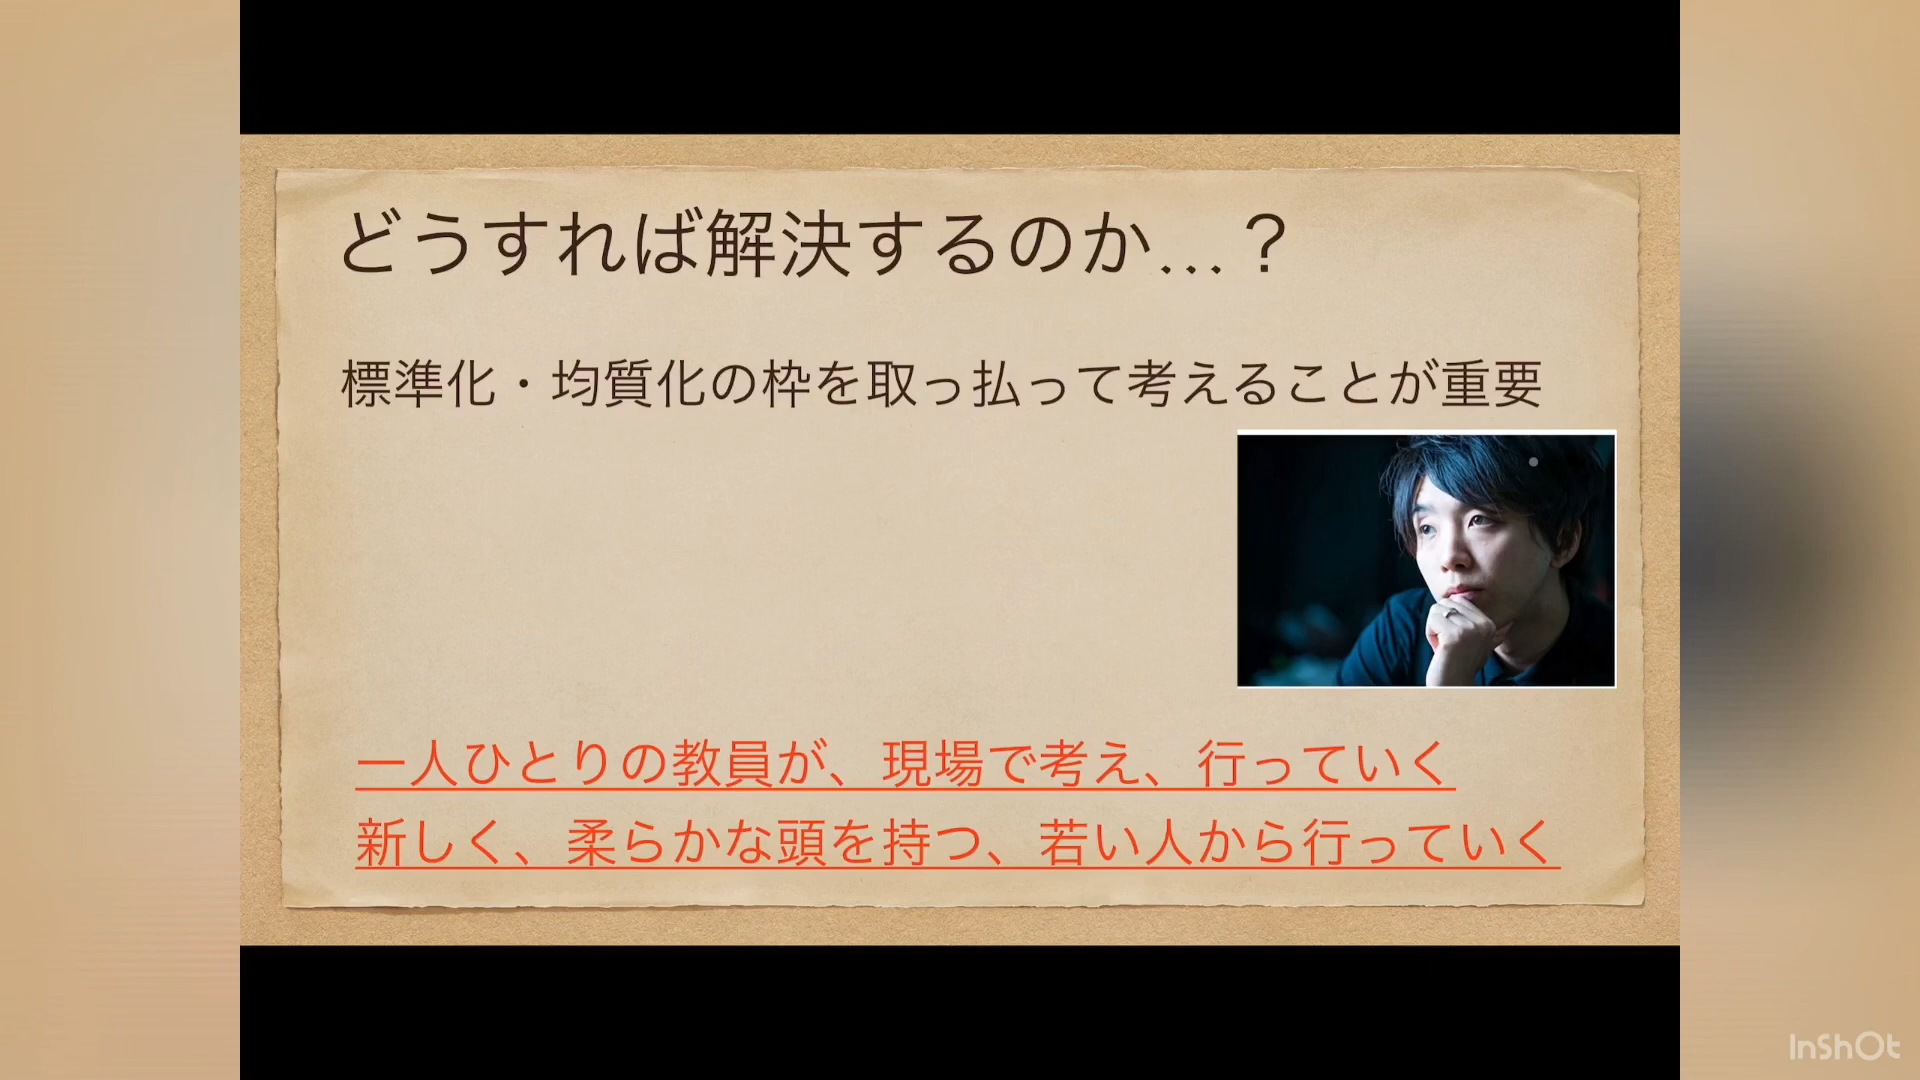 どうすれば解決するのか…？
標準化・均質化の枠を取っ払って考えることが重要
一人ひとりの教員が、現場で考え、行っていく
新しく、柔らかな頭を持つ、若い人から行っていく
InShOt